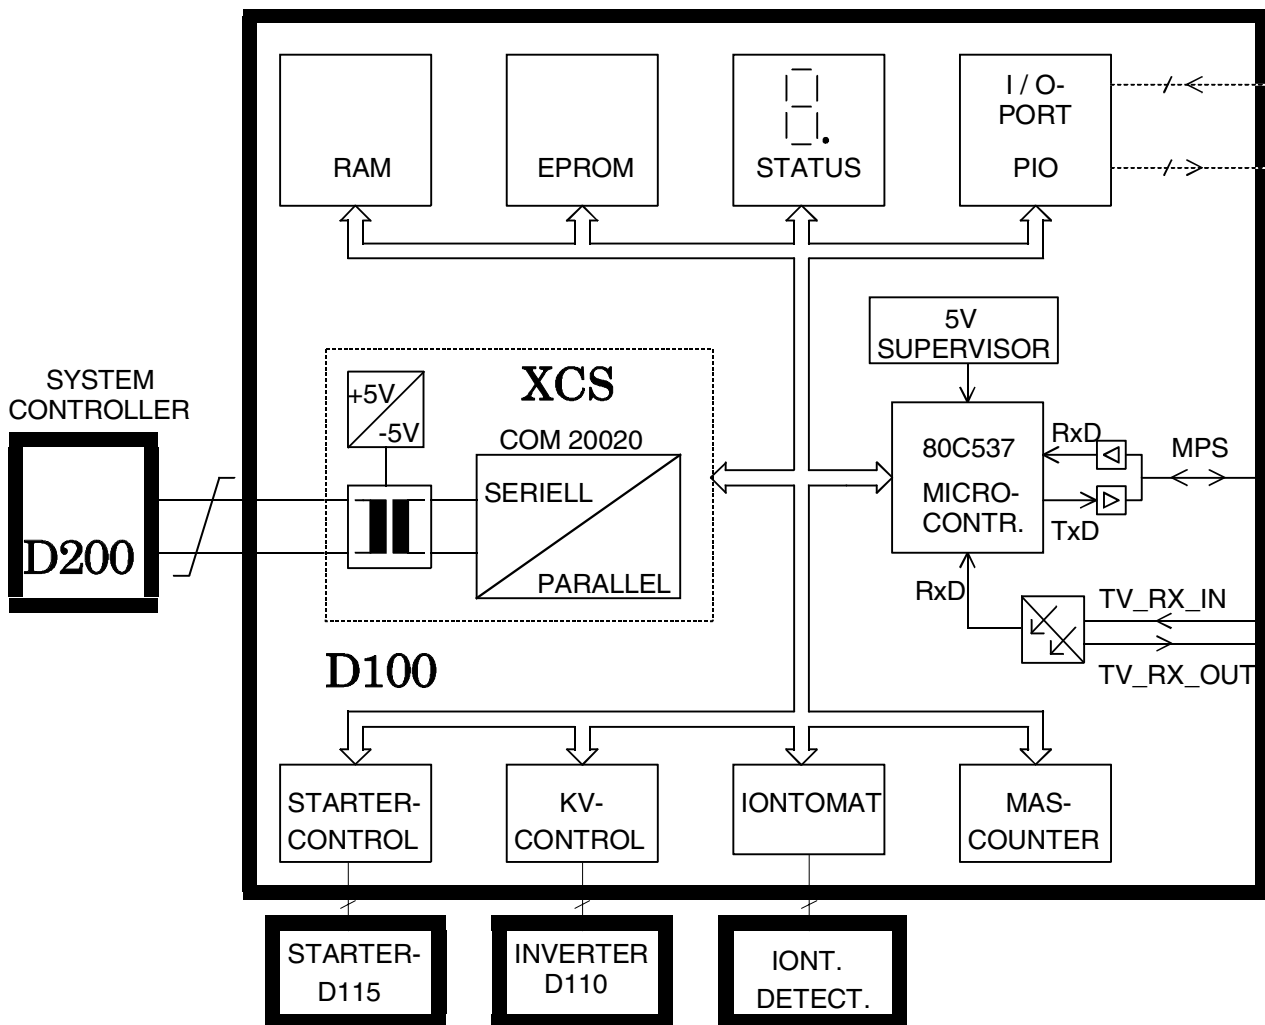 I / O-
PORT
RAM
EPROM
STATUS
PIO
5V
SUPERVISOR
SYSTEM
CONTROLLER
XCS
+5V
-5V
COM 20020
RxD
MPS
80C537
SERIELL
MICRO-
CONTR.
TxD
D200
PARALLEL
RxD
TV_RX_IN
D100
TV_RX_OUT
STARTER-
CONTROL
KV-
CONTROL
IONTOMAT
MAS-
COUNTER
STARTER-
D115
INVERTER
D110
IONT.
DETECT.